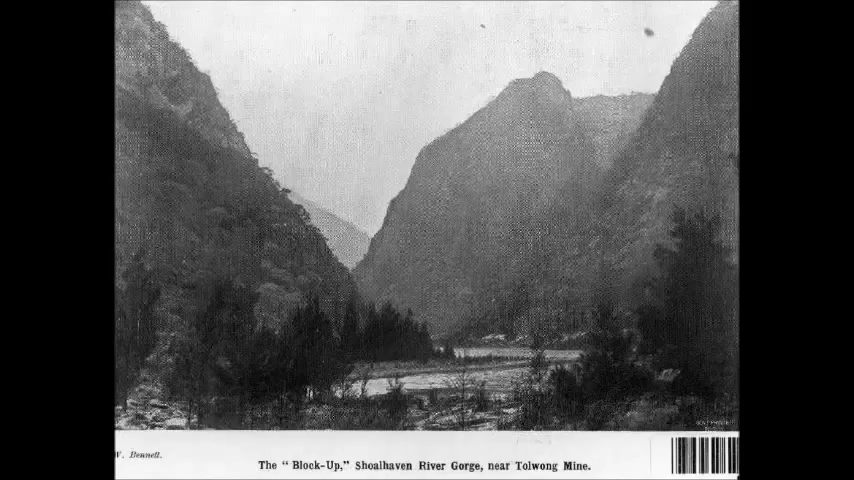 W. Bennett.
The "Block-Up," Shoalhaven River Gorge, near Tolwong Mine.